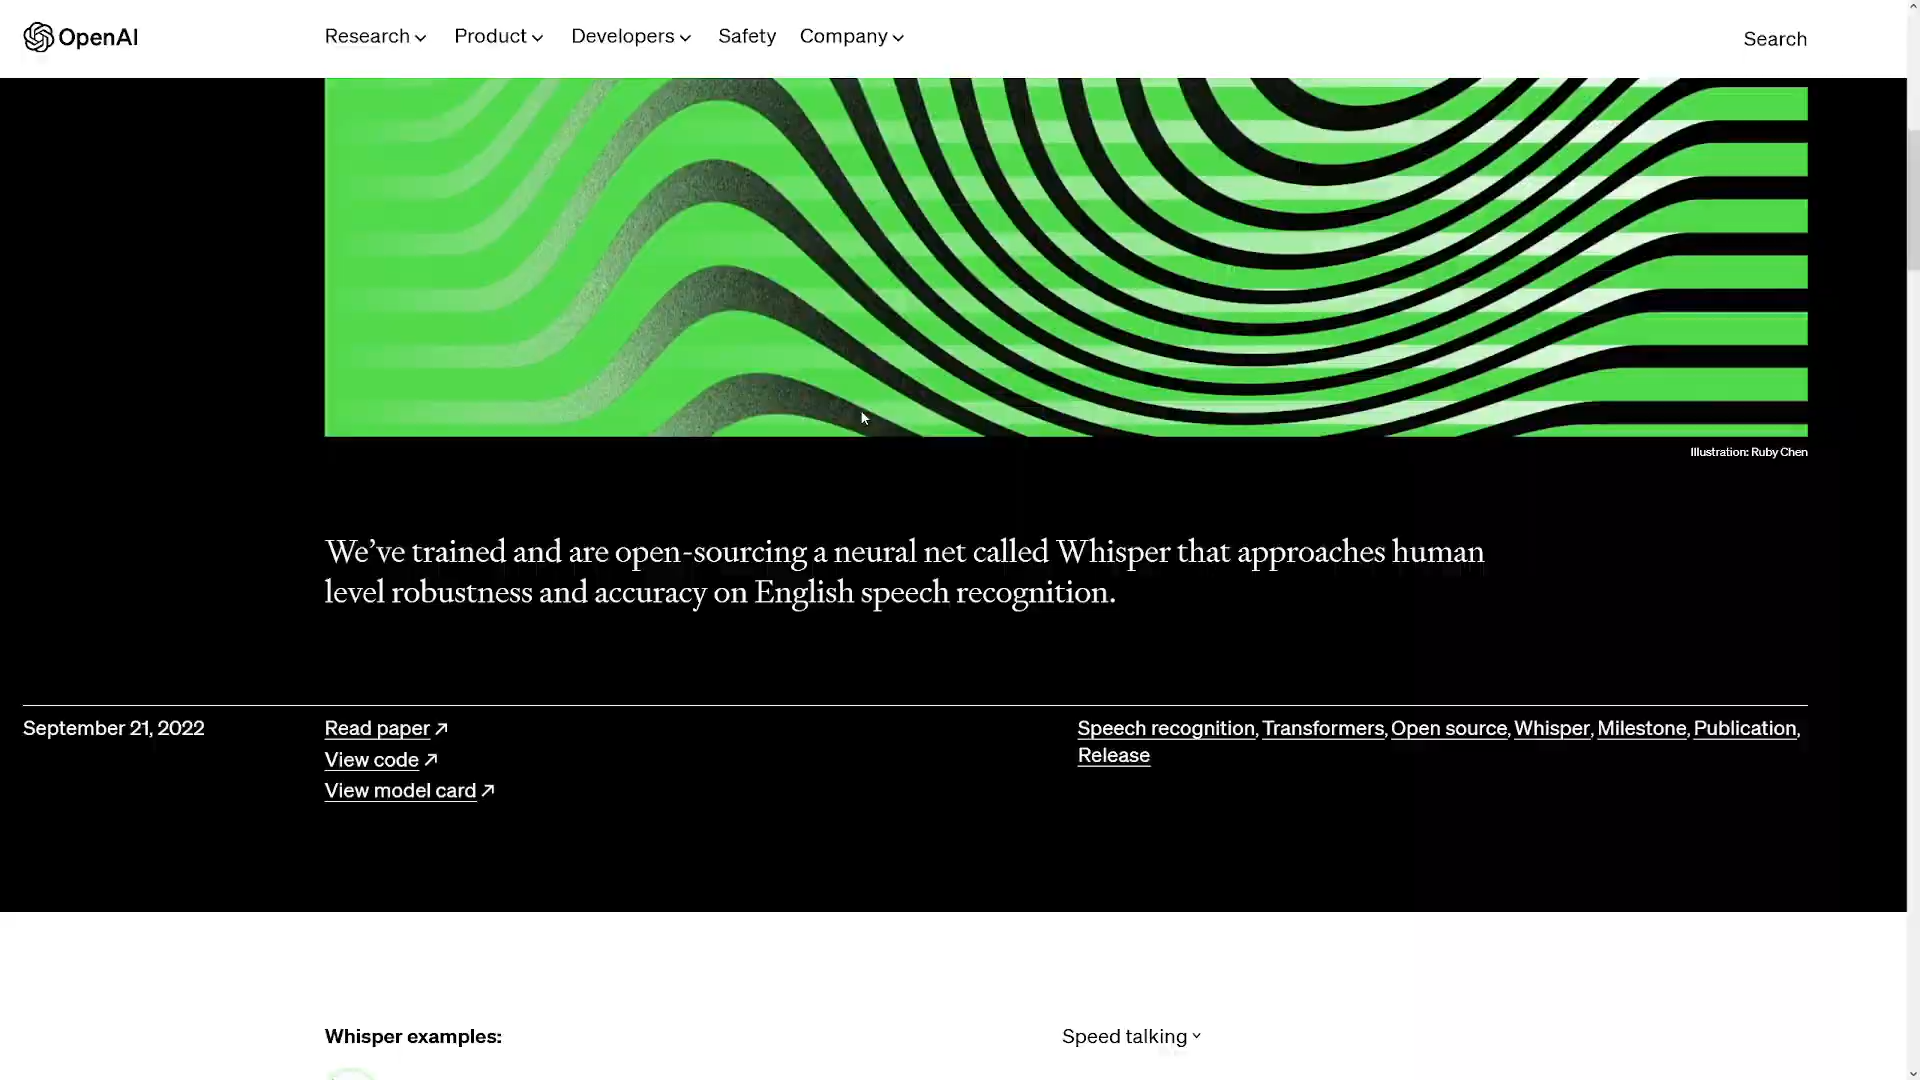 OpenAI
Research Product Developers Safety Company Search
Illustration: Ruby Chen
We’ve trained and are open-sourcing a neural net called Whisper that approaches human
level robustness and accuracy on English speech recognition.
September 21, 2022
Read paper
View code
View model card
Speech recognition, Transformers, Open source, Whisper, Milestone, Publication,
Release
Whisper examples:
Speed talking